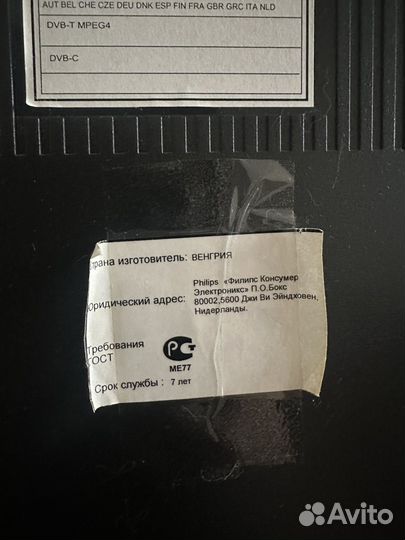 AUT BEL CHE CZE DEU DNK ESP FIN FRA GBR GRC ITA NLD
DVB-T MPEG4
DVB-C
Страна изготовитель: ВЕНГРИЯ
Юридический адрес:
Philips «Филипс Консумер
Электроникс» П.О.Бокс
80002,5600 Джи Ви Эйндховен,
Нидерланды.
Требования
ГОСТ
РСТ
МЕ77
Срок службы : 7 лет
Avito